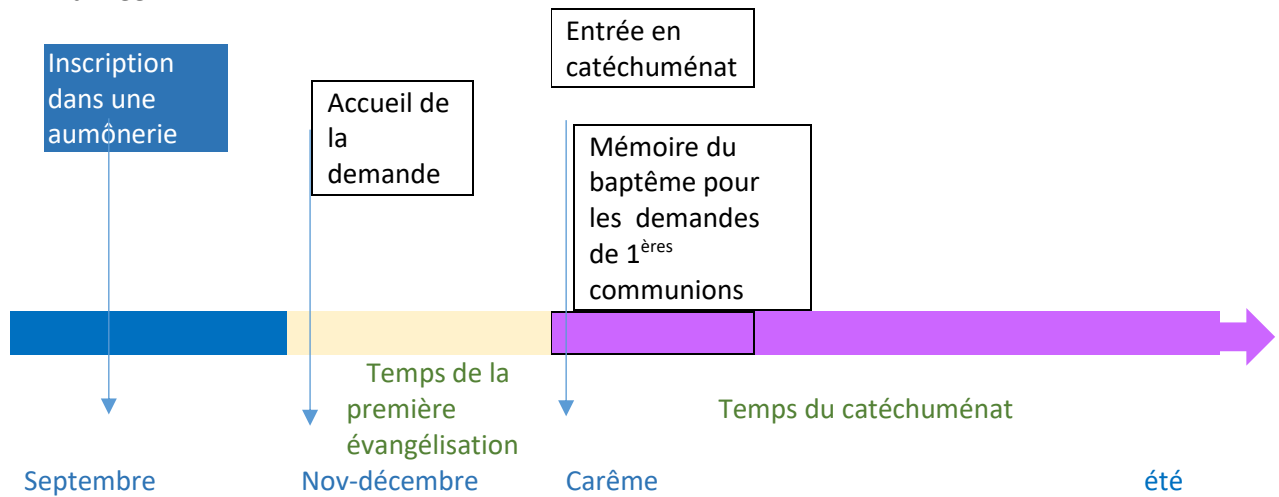 Inscription
dans une
aumônerie
Accueil de
la
demande
Entrée en
catéchuménat
Mémoire du
baptême pour
les demandes
de 1ères
communions
Temps de la
première
évangélisation
Temps du catéchuménat
Septembre
Nov-décembre
Carême
été